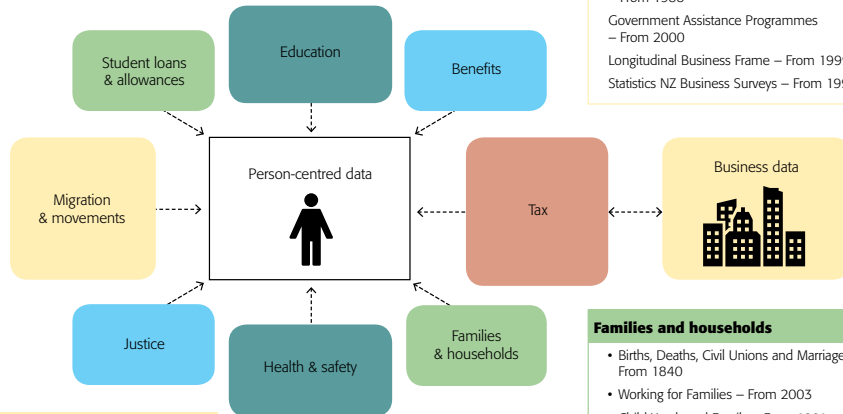 Government Assistance Programmes
– From 2000
Longitudinal Business Frame – From 1999
Statistics NZ Business Surveys – From
Education
Student loans
& allowances
Benefits
Person-centred data
Migration
& movements
Tax
Business data
Justice
Health & safety
Families
& households
Families and households
• Births, Deaths, Civil Unions and Marriage
From 1840
• Working for Families – From 2003